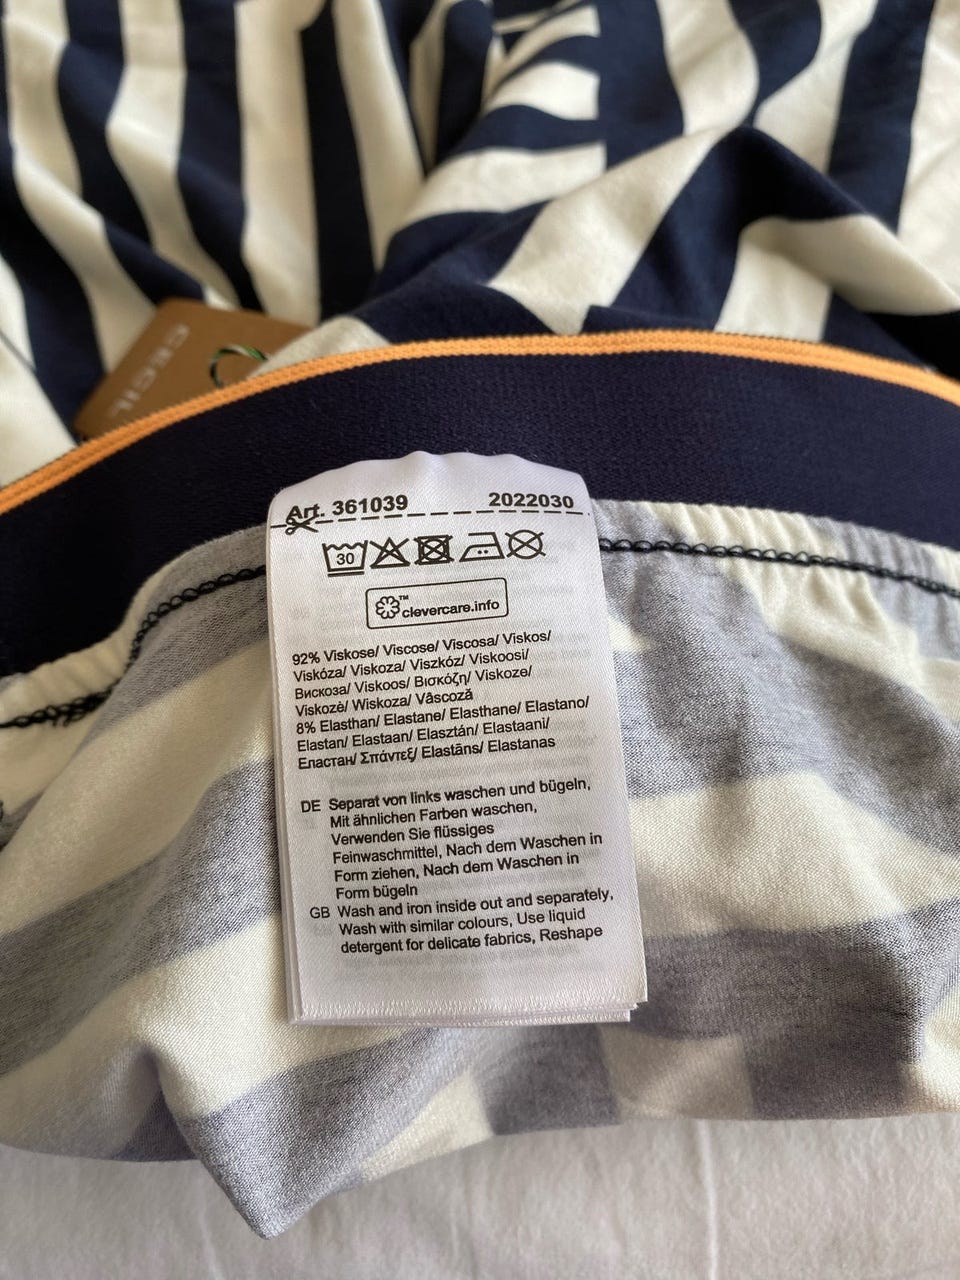 CECIL
Art. 361039 2022030
30
™
clevercare.info
92% Viskose/ Viscose/ Viscosa/ Viskos/
Viskóza/ Viskoza/ Viszkóz/ Viskoosi/
Вискоза/ Viskoos/ Βισκόζη/ Viskoze/
Viskozė/ Wiskoza/ Vâscoză
8% Elasthan/ Elastane/ Elasthane/ Elastano/
Elastan/ Elastaan/ Elasztán/ Elastaani/
Еластан/ Σπάντεξ/ Elastāns/ Elastanas
DE Separat von links waschen und bügeln,
Mit ähnlichen Farben waschen,
Verwenden Sie flüssiges
Feinwaschmittel, Nach dem Waschen in
Form ziehen, Nach dem Waschen in
Form bügeln
GB Wash and iron inside out and separately,
Wash with similar colours, Use liquid
detergent for delicate fabrics, Reshape